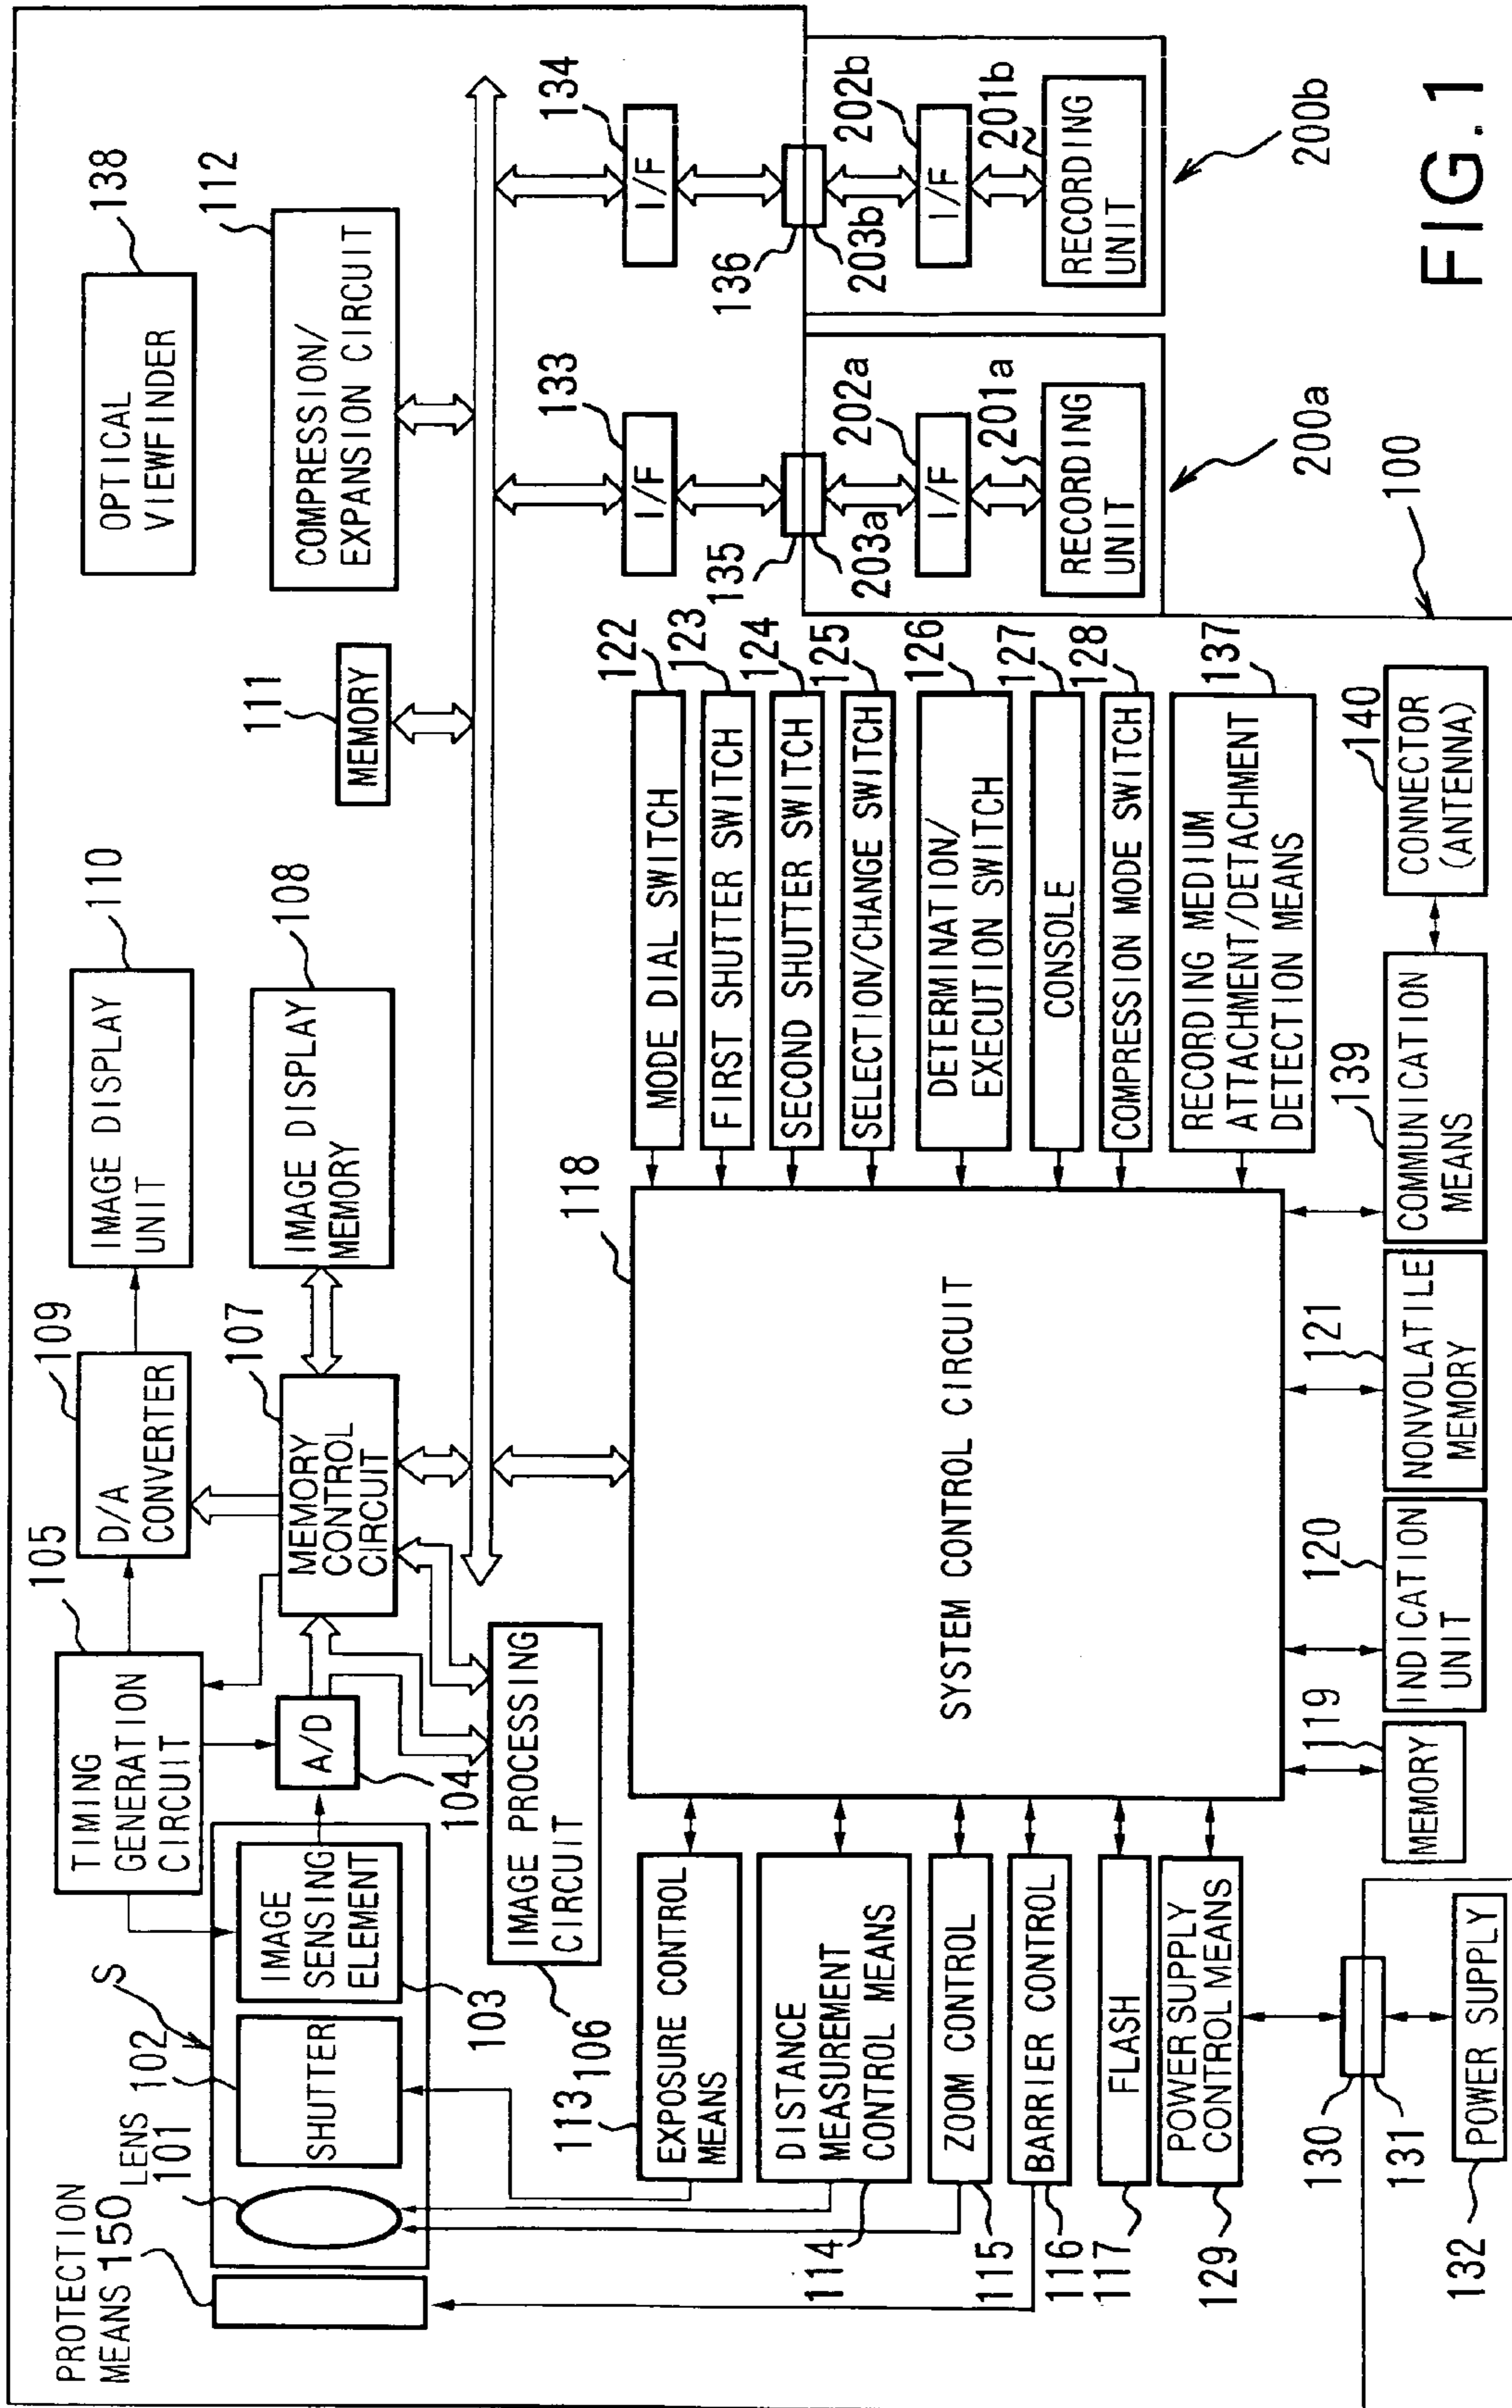 PROTECTION
MEANS 150
LENS
101
102
S
SHUTTER
IMAGE
SENSING
ELEMENT
103
105
TIMING
GENERATION
CIRCUIT
A/D
104
109
D/A
CONVERTER
110
IMAGE DISPLAY
UNIT
107
MEMORY
CONTROL
CIRCUIT
108
IMAGE DISPLAY
MEMORY
IMAGE PROCESSING
CIRCUIT
106
111
MEMORY
138
OPTICAL
VIEWFINDER
112
COMPRESSION/
EXPANSION CIRCUIT
113
EXPOSURE CONTROL
MEANS
DISTANCE
MEASUREMENT
CONTROL MEANS
114
ZOOM CONTROL
115
BARRIER CONTROL
116
FLASH
117
POWER SUPPLY
CONTROL MEANS
129
118
SYSTEM CONTROL CIRCUIT
122
MODE DIAL SWITCH
123
FIRST SHUTTER SWITCH
124
SECOND SHUTTER SWITCH
125
SELECTION/CHANGE SWITCH
126
DETERMINATION/
EXECUTION SWITCH
127
CONSOLE
128
COMPRESSION MODE SWITCH
137
RECORDING MEDIUM
ATTACHMENT/DETACHMENT
DETECTION MEANS
133
I/F
135
203a
202a
I/F
201a
RECORDING
UNIT
200a
134
I/F
136
203b
202b
I/F
201b
RECORDING
UNIT
200b
130
131
132
POWER SUPPLY
119
MEMORY
120
INDICATION
UNIT
121
NONVOLATILE
MEMORY
139
COMMUNICATION
MEANS
140
CONNECTOR
(ANTENNA)
100
FIG.1